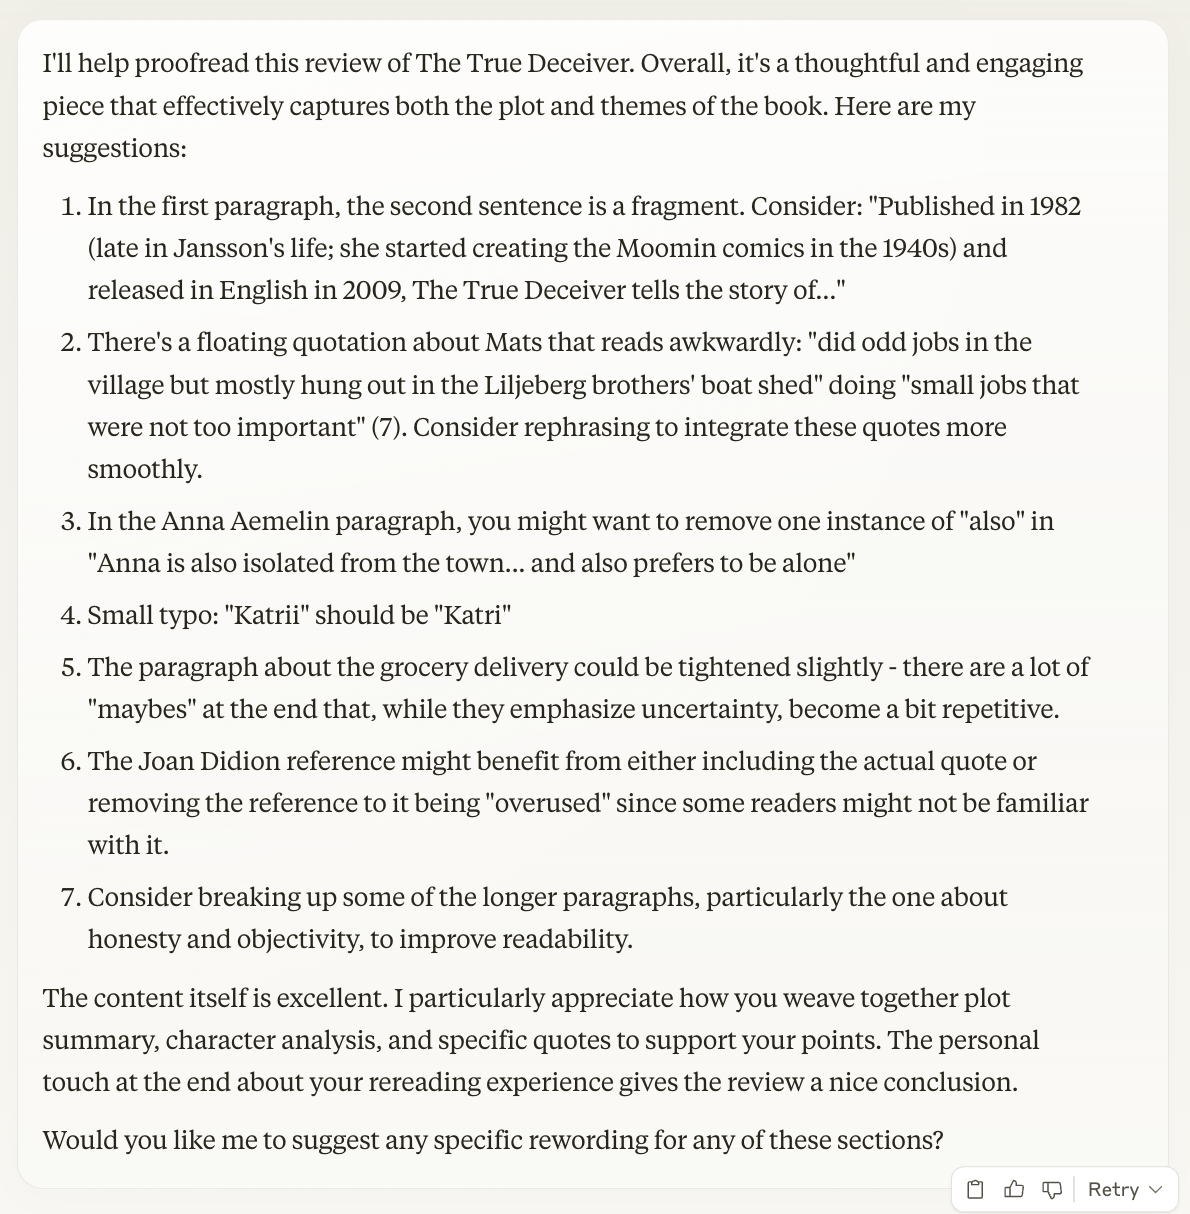 I'll help proofread this review of The True Deceiver. Overall, it's a thoughtful and engaging
piece that effectively captures both the plot and themes of the book. Here are my
suggestions:
1. In the first paragraph, the second sentence is a fragment. Consider: "Published in 1982
(late in Jansson's life; she started creating the Moomin comics in the 1940s) and
released in English in 2009, The True Deceiver tells the story of..."
2. There's a floating quotation about Mats that reads awkwardly: "did odd jobs in the
village but mostly hung out in the Liljeberg brothers' boat shed" doing "small jobs that
were not too important" (7). Consider rephrasing to integrate these quotes more
smoothly.
3. In the Anna Aemelin paragraph, you might want to remove one instance of "also" in
"Anna is also isolated from the town... and also prefers to be alone"
4. Small typo: "Katrii" should be "Katri"
5. The paragraph about the grocery delivery could be tightened slightly - there are a lot of
"maybes" at the end that, while they emphasize uncertainty, become a bit repetitive.
6. The Joan Didion reference might benefit from either including the actual quote or
removing the reference to it being "overused" since some readers might not be familiar
with it.
7. Consider breaking up some of the longer paragraphs, particularly the one about
honesty and objectivity, to improve readability.
The content itself is excellent. I particularly appreciate how you weave together plot
summary, character analysis, and specific quotes to support your points. The personal
touch at the end about your rereading experience gives the review a nice conclusion.
Would you like me to suggest any specific rewording for any of these sections?
Retry